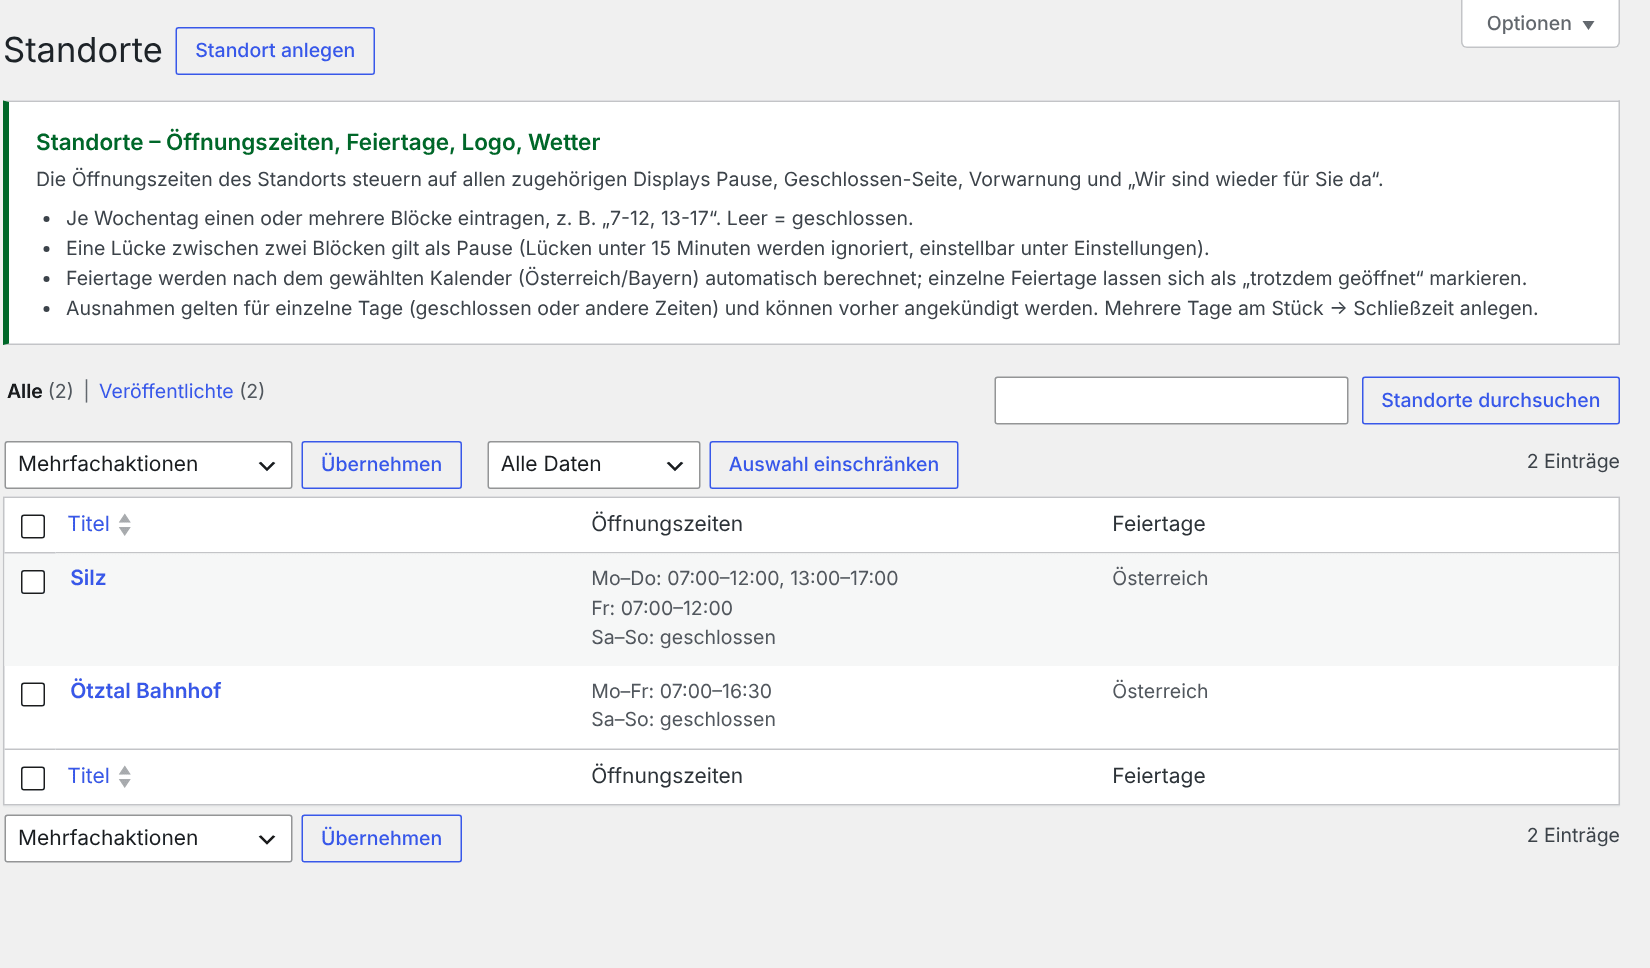 Optionen ▼
Standorte Standort anlegen
Standorte – Öffnungszeiten, Feiertage, Logo, Wetter
Die Öffnungszeiten des Standorts steuern auf allen zugehörigen Displays Pause, Geschlossen-Seite, Vorwarnung und „Wir sind wieder für Sie da“.
• Je Wochentag einen oder mehrere Blöcke eintragen, z. B. „7-12, 13-17“. Leer = geschlossen.
• Eine Lücke zwischen zwei Blöcken gilt als Pause (Lücken unter 15 Minuten werden ignoriert, einstellbar unter Einstellungen).
• Feiertage werden nach dem gewählten Kalender (Österreich/Bayern) automatisch berechnet; einzelne Feiertage lassen sich als „trotzdem geöffnet“ markieren.
• Ausnahmen gelten für einzelne Tage (geschlossen oder andere Zeiten) und können vorher angekündigt werden. Mehrere Tage am Stück → Schließzeit anlegen.
Alle (2) | Veröffentlichte (2)
Standorte durchsuchen
Mehrfachaktionen Übernehmen Alle Daten Auswahl einschränken 2 Einträge
Titel Öffnungszeiten Feiertage
Silz Mo–Do: 07:00–12:00, 13:00–17:00 Österreich
Fr: 07:00–12:00
Sa–So: geschlossen
Ötztal Bahnhof Mo–Fr: 07:00–16:30 Österreich
Sa–So: geschlossen
Titel Öffnungszeiten Feiertage
Mehrfachaktionen Übernehmen 2 Einträge